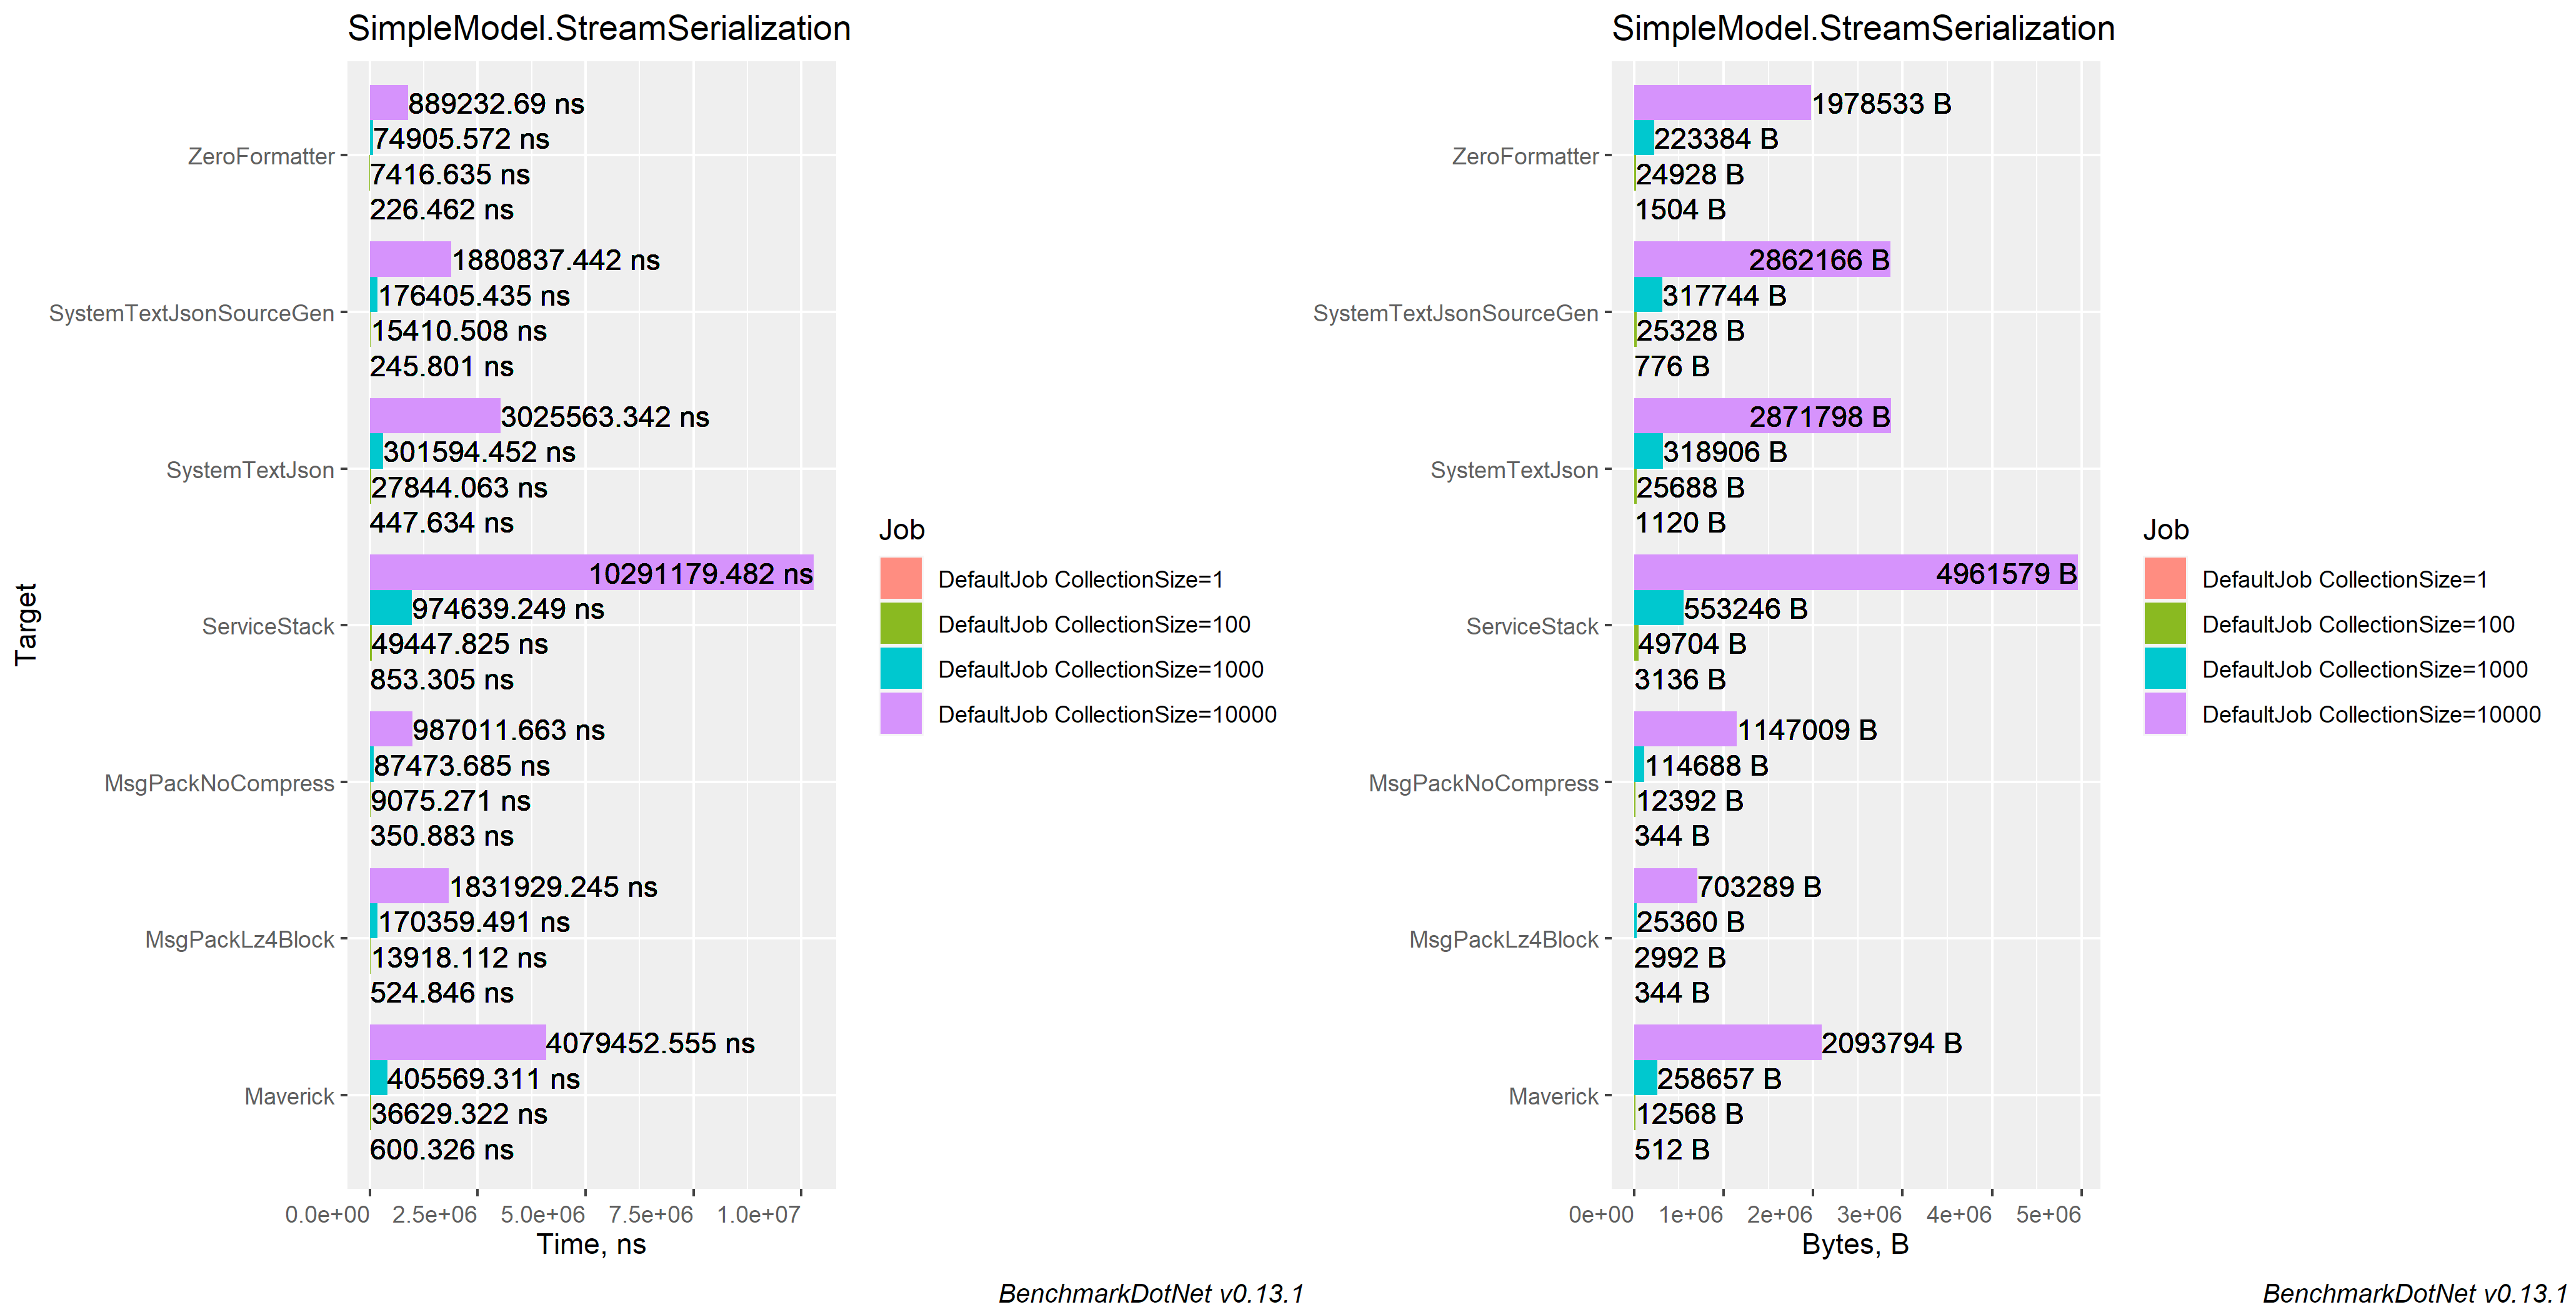 SimpleModel.StreamSerialization
Target
ZeroFormatter
889232.69 ns
74905.572 ns
7416.635 ns
226.462 ns
SystemTextJsonSourceGen
1880837.442 ns
176405.435 ns
15410.508 ns
245.801 ns
SystemTextJson
3025563.342 ns
301594.452 ns
27844.063 ns
447.634 ns
ServiceStack
10291179.482 ns
974639.249 ns
49447.825 ns
853.305 ns
MsgPackNoCompress
987011.663 ns
87473.685 ns
9075.271 ns
350.883 ns
MsgPackLz4Block
1831929.245 ns
170359.491 ns
13918.112 ns
524.846 ns
Maverick
4079452.555 ns
405569.311 ns
36629.322 ns
600.326 ns
0.0e+00 2.5e+06 5.0e+06 7.5e+06 1.0e+07
Time, ns
Job
DefaultJob CollectionSize=1
DefaultJob CollectionSize=100
DefaultJob CollectionSize=1000
DefaultJob CollectionSize=10000
BenchmarkDotNet v0.13.1
SimpleModel.StreamSerialization
ZeroFormatter
1978533 B
223384 B
24928 B
1504 B
SystemTextJsonSourceGen
2862166 B
317744 B
25328 B
776 B
SystemTextJson
2871798 B
318906 B
25688 B
1120 B
ServiceStack
4961579 B
553246 B
49704 B
3136 B
MsgPackNoCompress
1147009 B
114688 B
12392 B
344 B
MsgPackLz4Block
703289 B
25360 B
2992 B
344 B
Maverick
2093794 B
258657 B
12568 B
512 B
0e+00 1e+06 2e+06 3e+06 4e+06 5e+06
Bytes, B
Job
DefaultJob CollectionSize=1
DefaultJob CollectionSize=100
DefaultJob CollectionSize=1000
DefaultJob CollectionSize=10000
BenchmarkDotNet v0.13.1